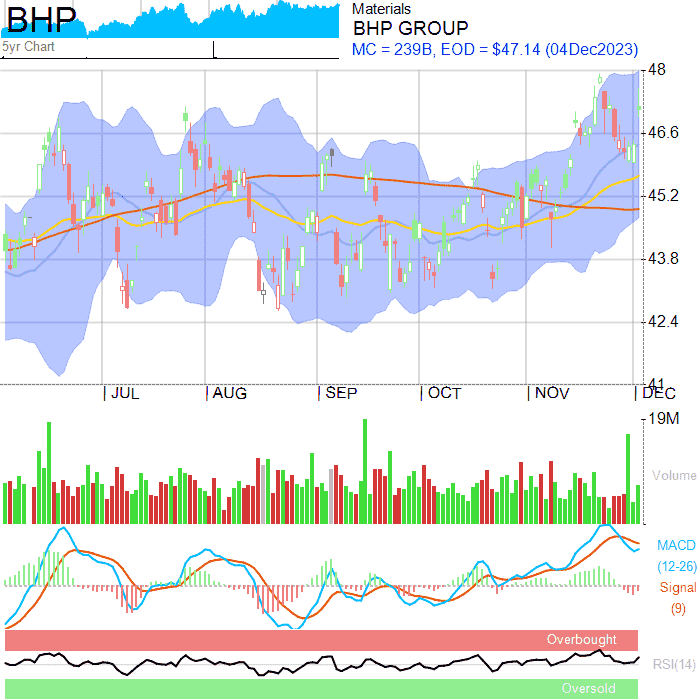 BHP
Materials
BHP GROUP
5yr Chart
MC = 239B, EOD = $47.14 (04Dec2023)
48
46.6
45.2
43.8
42.4
41
JUL AUG SEP OCT NOV DEC
19M
Volume
MACD
(12-26)
Signal
(9)
Overbought
RSI(14)
Oversold